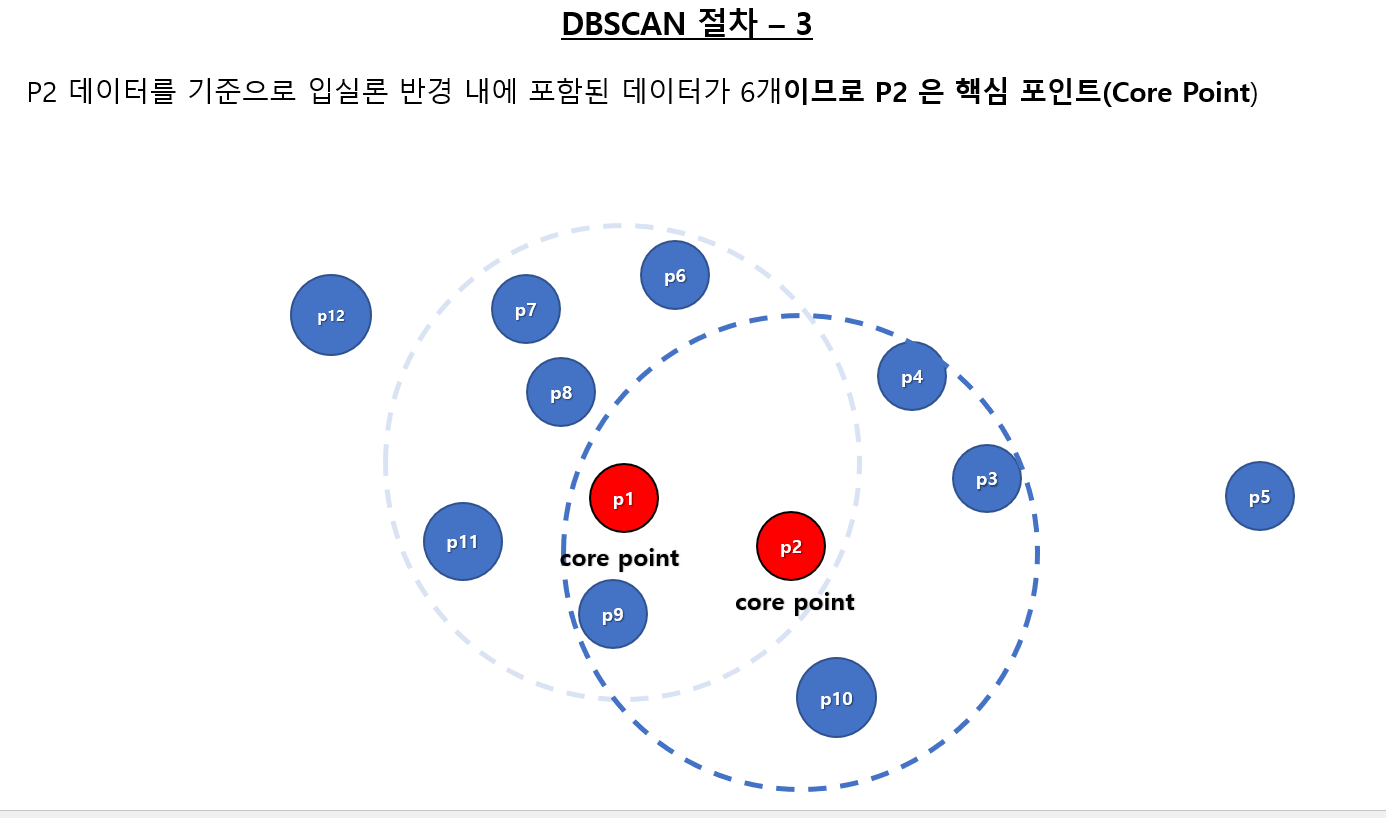 DBSCAN 절차 – 3
P2 데이터를 기준으로 입실론 반경 내에 포함된 데이터가 6개이므로 P2 은 핵심 포인트(Core Point)
p6
p7
p12
p4
p8
p3
p5
p1
p11
p2
core point
core point
p9
p10